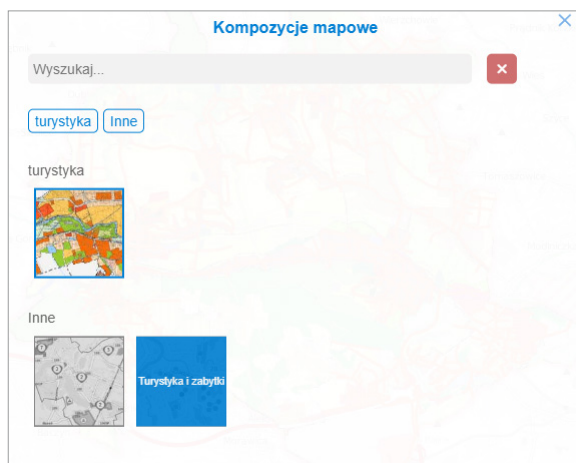 Kompozycje mapowe
Wyszukaj...
turystyka Inne
turystyka
Inne
Turystyka i zabytki